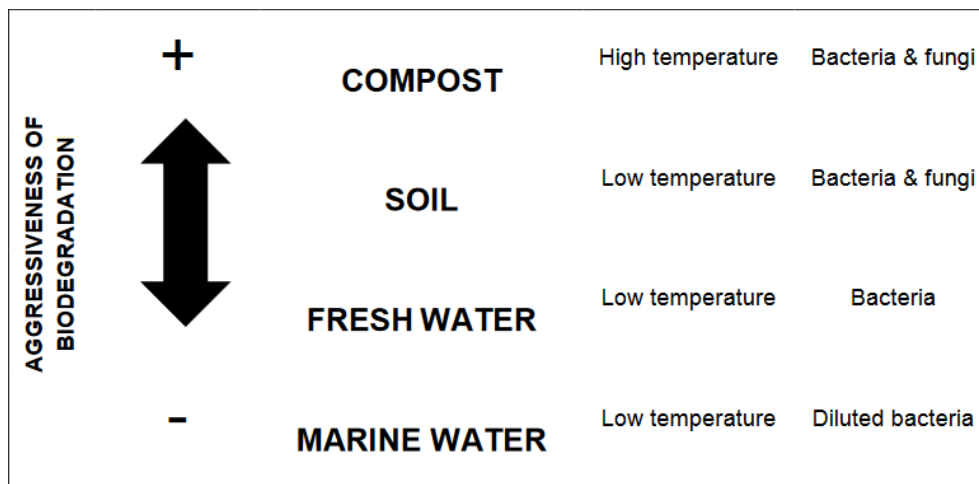 AGGRESSIVENESS OF
BIODEGRADATION
+
COMPOST
High temperature
Bacteria & fungi
SOIL
Low temperature
Bacteria & fungi
FRESH WATER
Low temperature
Bacteria
-
MARINE WATER
Low temperature
Diluted bacteria